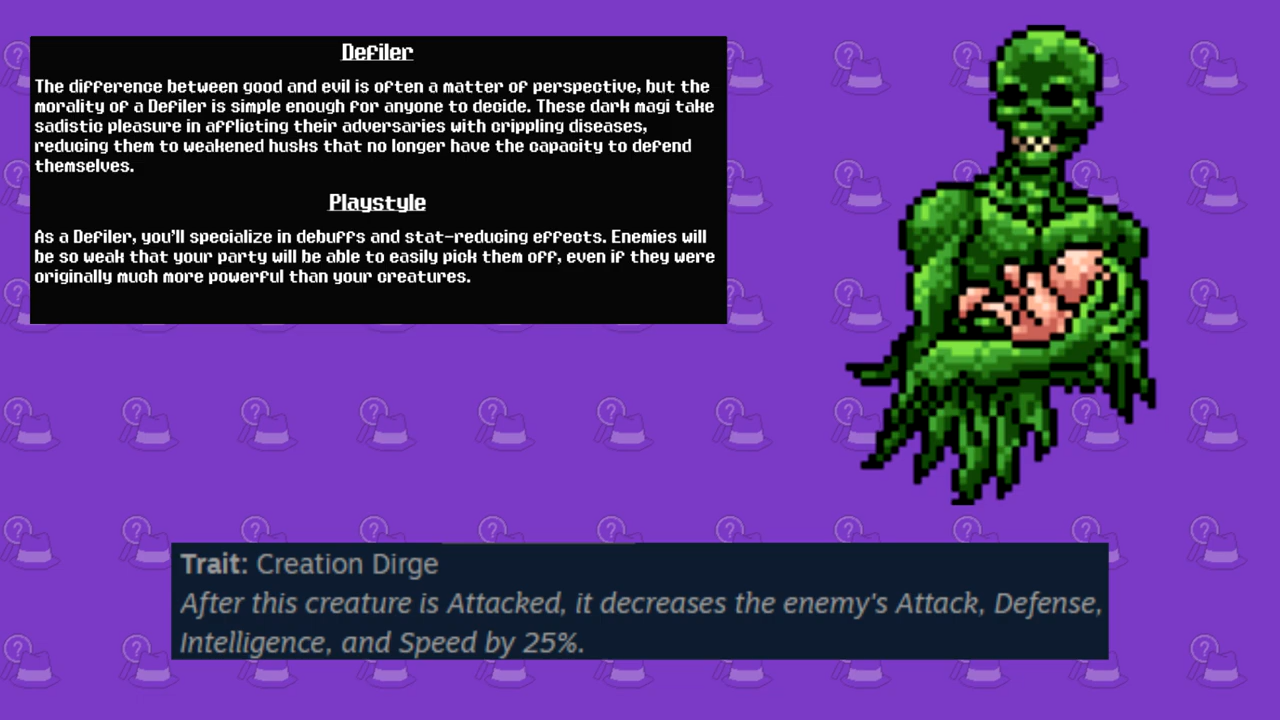 Defiler
The difference between good and evil is often a matter of perspective, but the
morality of a Defiler is simple enough for anyone to decide. These dark magi take
sadistic pleasure in afflicting their adversaries with crippling diseases,
reducing them to weakened husks that no longer have the capacity to defend
themselves.
Playstyle
As a Defiler, you'll specialize in debuffs and stat-reducing effects. Enemies will
be so weak that your party will be able to easily pick them off, even if they were
originally much more powerful than your creatures.
Trait: Creation Dirge
After this creature is Attacked, it decreases the enemy's Attack, Defense,
Intelligence, and Speed by 25%.